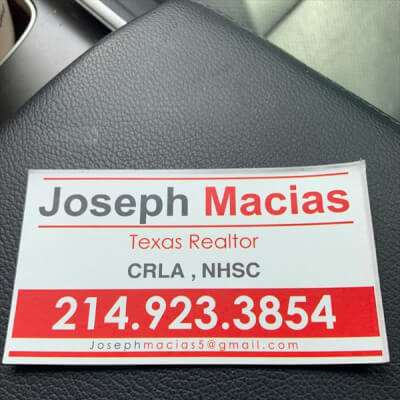 Joseph Macias
Texas Realtor
CRLA , NHSC
214.923.3854
Josephmacias5@gmail.com